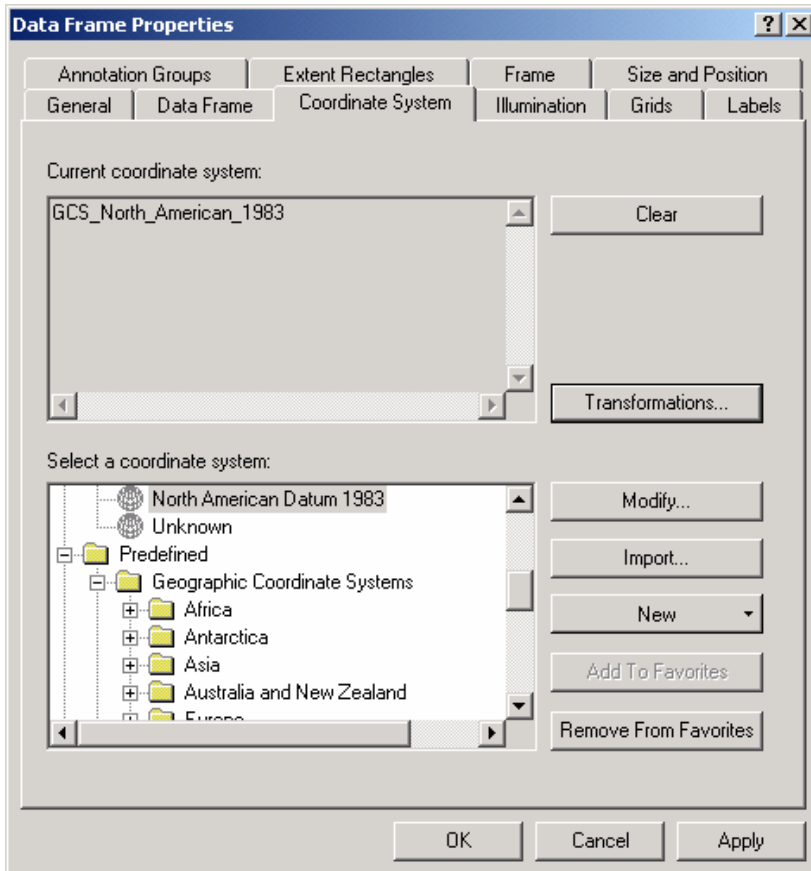 Data Frame Properties
Annotation Groups Extent Rectangles Frame Size and Position
General Data Frame Coordinate System Illumination Grids Labels
Current coordinate system:
GCS_North_American_1983
Clear
Transformations...
Select a coordinate system:
North American Datum 1983
Unknown
Predefined
Geographic Coordinate Systems
Africa
Antarctica
Asia
Australia and New Zealand
Europe
Modify...
Import...
New
Add To Favorites
Remove From Favorites
OK Cancel Apply